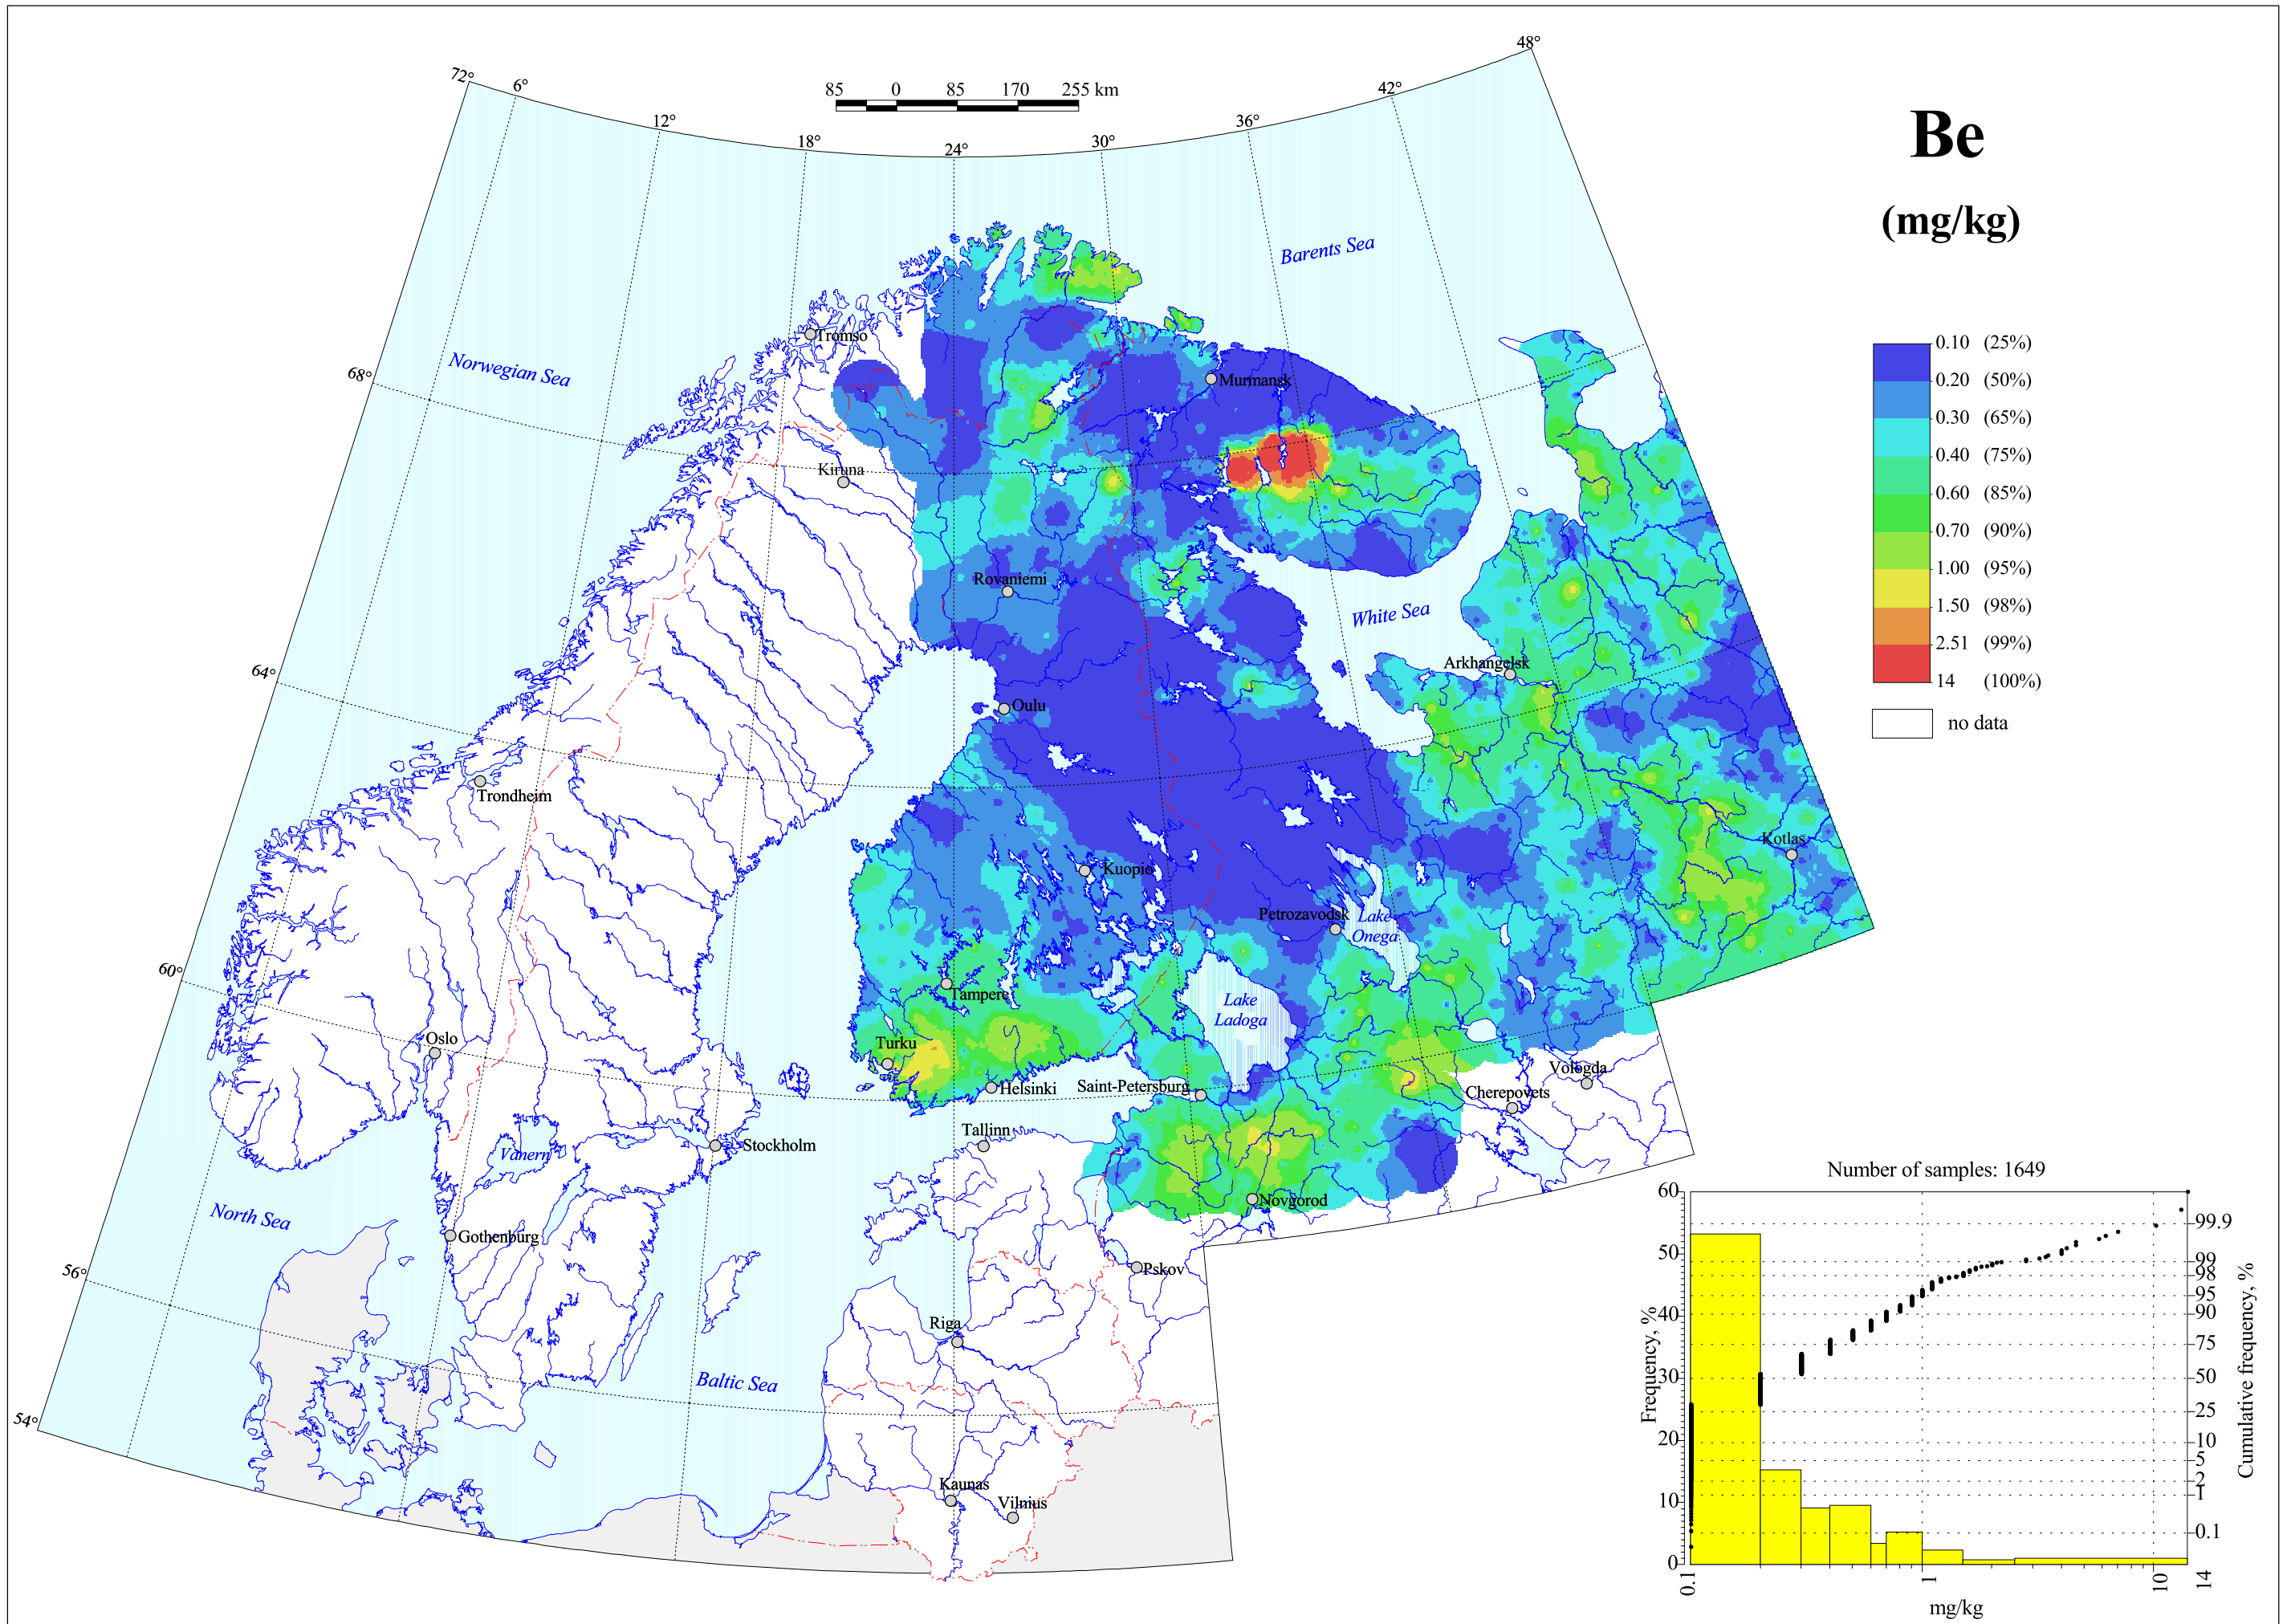 48°
72°
6°
42°
85 0 85 170 255 km
12°
36°
18°
30°
24°
Be
(mg/kg)
Barents Sea
Tromso
Norwegian Sea
68°
Murmansk
0.10 (25%)
0.20 (50%)
0.30 (65%)
0.40 (75%)
0.60 (85%)
0.70 (90%)
1.00 (95%)
1.50 (98%)
2.51 (99%)
14 (100%)
no data
Kiruna
Rovaniemi
White Sea
Arkhangelsk
64°
Oulu
Trondheim
Kotlas
Kuopio
Petrozavodsk
Lake
Onega
60°
Tampere
Lake
Ladoga
Oslo
Turku
Helsinki
Saint-Petersburg
Vologda
Cherepovets
Tallinn
Stockholm
Vanern
Novgorod
North Sea
Gothenburg
Pskov
56°
Riga
Baltic Sea
54°
Kaunas
Vilnius
Number of samples: 1649
Frequency, %
60
50
40
30
20
10
0
99.9
99
98
95
90
75
50
25
10
5
2
1
0.1
Cumulative frequency, %
0.1 1 10 14
mg/kg